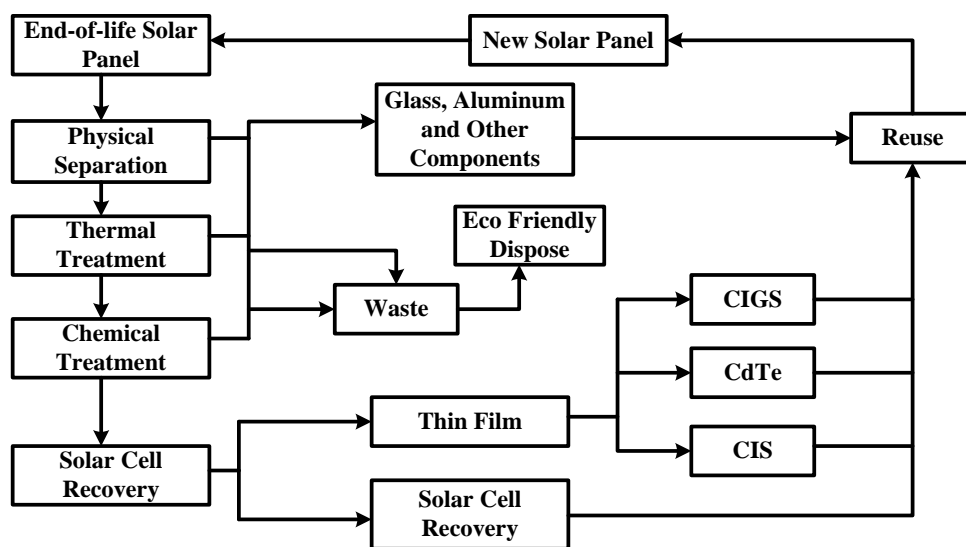 End-of-life Solar
Panel
New Solar Panel
Physical
Separation
Glass, Aluminum
and Other
Components
Reuse
Thermal
Treatment
Eco Friendly
Dispose
Waste
Chemical
Treatment
CIGS
CdTe
Thin Film
CIS
Solar Cell
Recovery
Solar Cell
Recovery